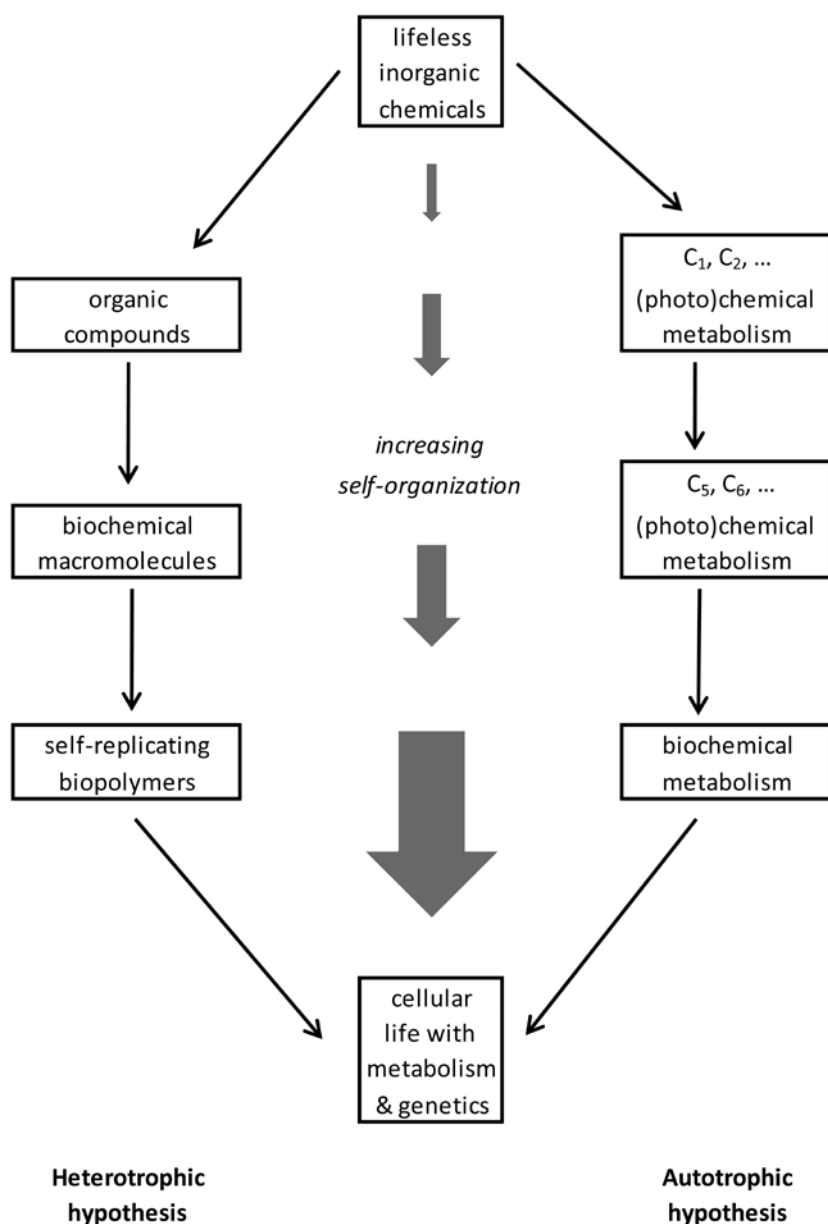 lifeless
inorganic
chemicals
organic
compounds
C₁, C₂, ...
(photo)chemical
metabolism
increasing
self-organization
biochemical
macromolecules
C₅, C₆, ...
(photo)chemical
metabolism
self-replicating
biopolymers
biochemical
metabolism
cellular
life with
metabolism
& genetics
Heterotrophic
hypothesis
Autotrophic
hypothesis